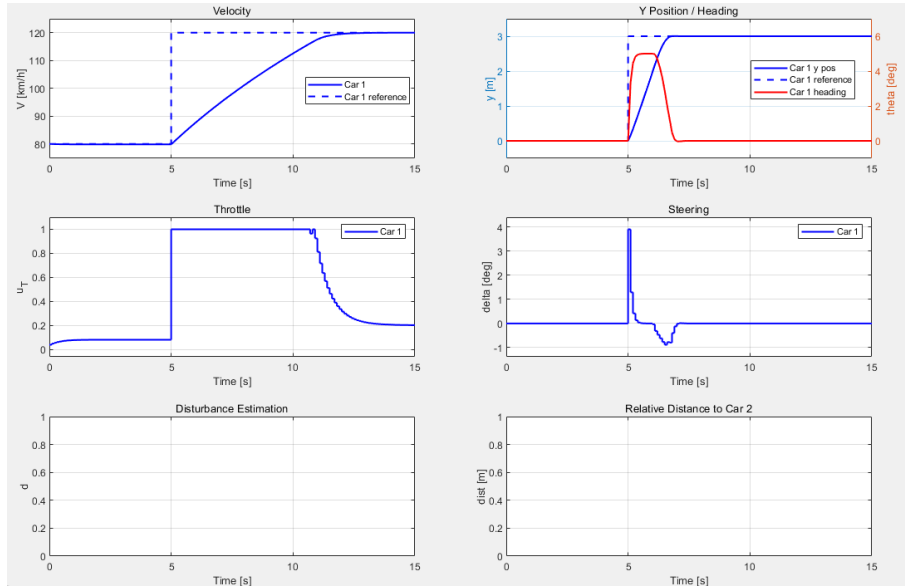 Velocity
120
110
100
90
80
V [km/h]
Car 1
Car 1 reference
0
5
10
15
Time [s]
Y Position / Heading
3
2
1
0
y [m]
6
4
2
0
theta [deg]
Car 1 y pos
Car 1 reference
Car 1 heading
0
5
10
15
Time [s]
Throttle
1
0.8
0.6
0.4
0.2
0
u_T
Car 1
0
5
10
15
Time [s]
Steering
4
3
2
1
0
-1
delta [deg]
Car 1
0
5
10
15
Time [s]
Disturbance Estimation
1
0.8
0.6
0.4
0.2
0
d
0
5
10
15
Time [s]
Relative Distance to Car 2
1
0.8
0.6
0.4
0.2
0
dist [m]
0
5
10
15
Time [s]